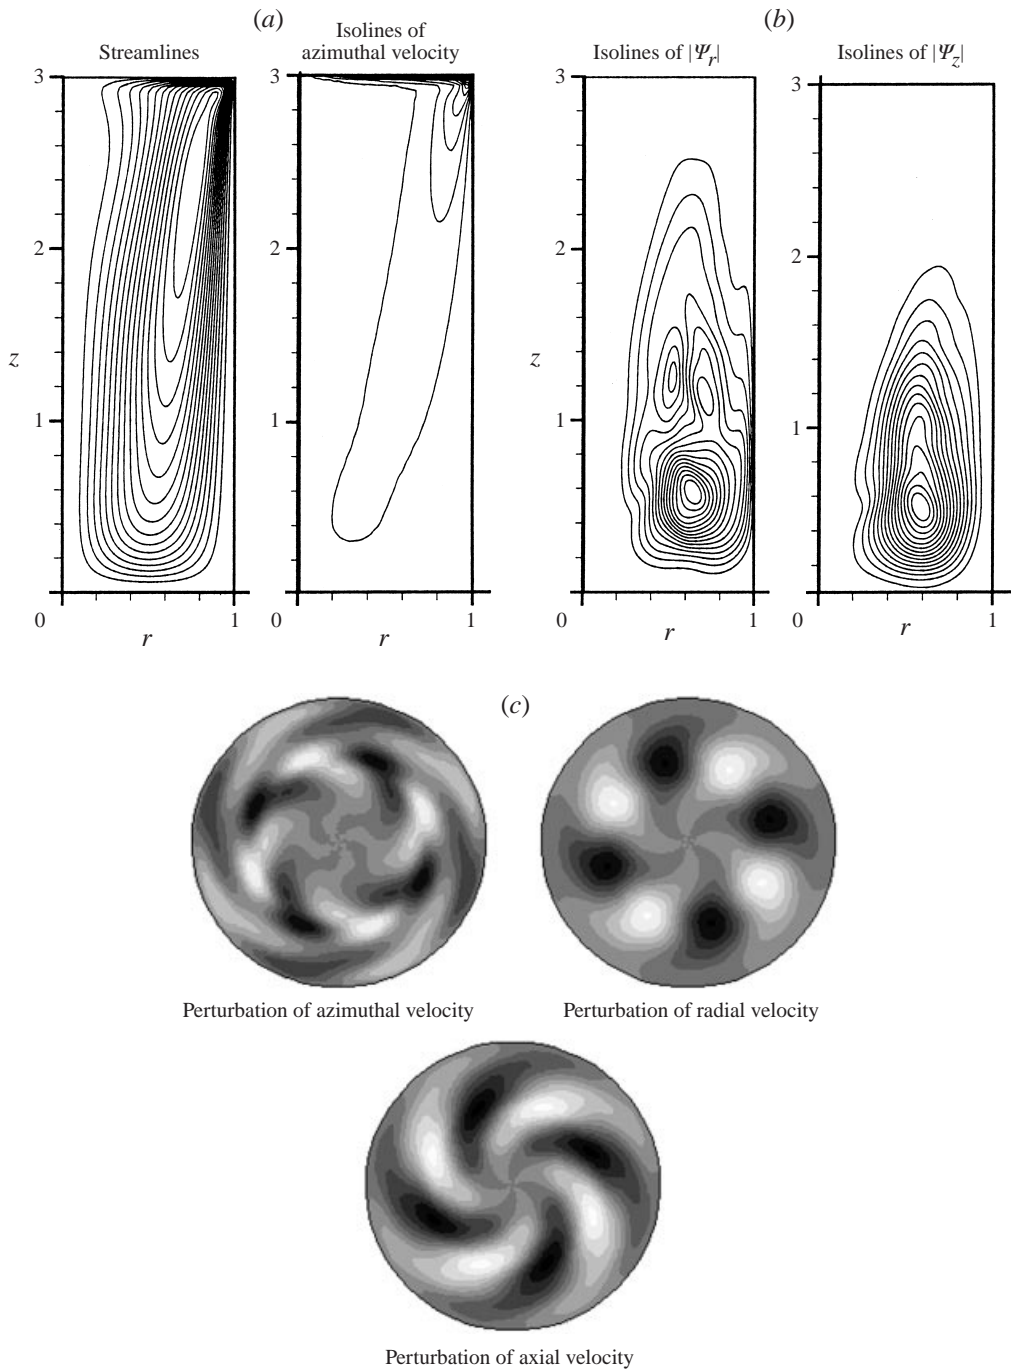 (a)
(b)
Streamlines
Isolines of
azimuthal velocity
Isolines of |Ψr|
Isolines of |Ψz|
3
3
3
3
2
2
2
2
z
z
1
1
1
1
0
1
0
1
0
1
0
1
r
r
r
r
(c)
Perturbation of azimuthal velocity
Perturbation of radial velocity
Perturbation of axial velocity